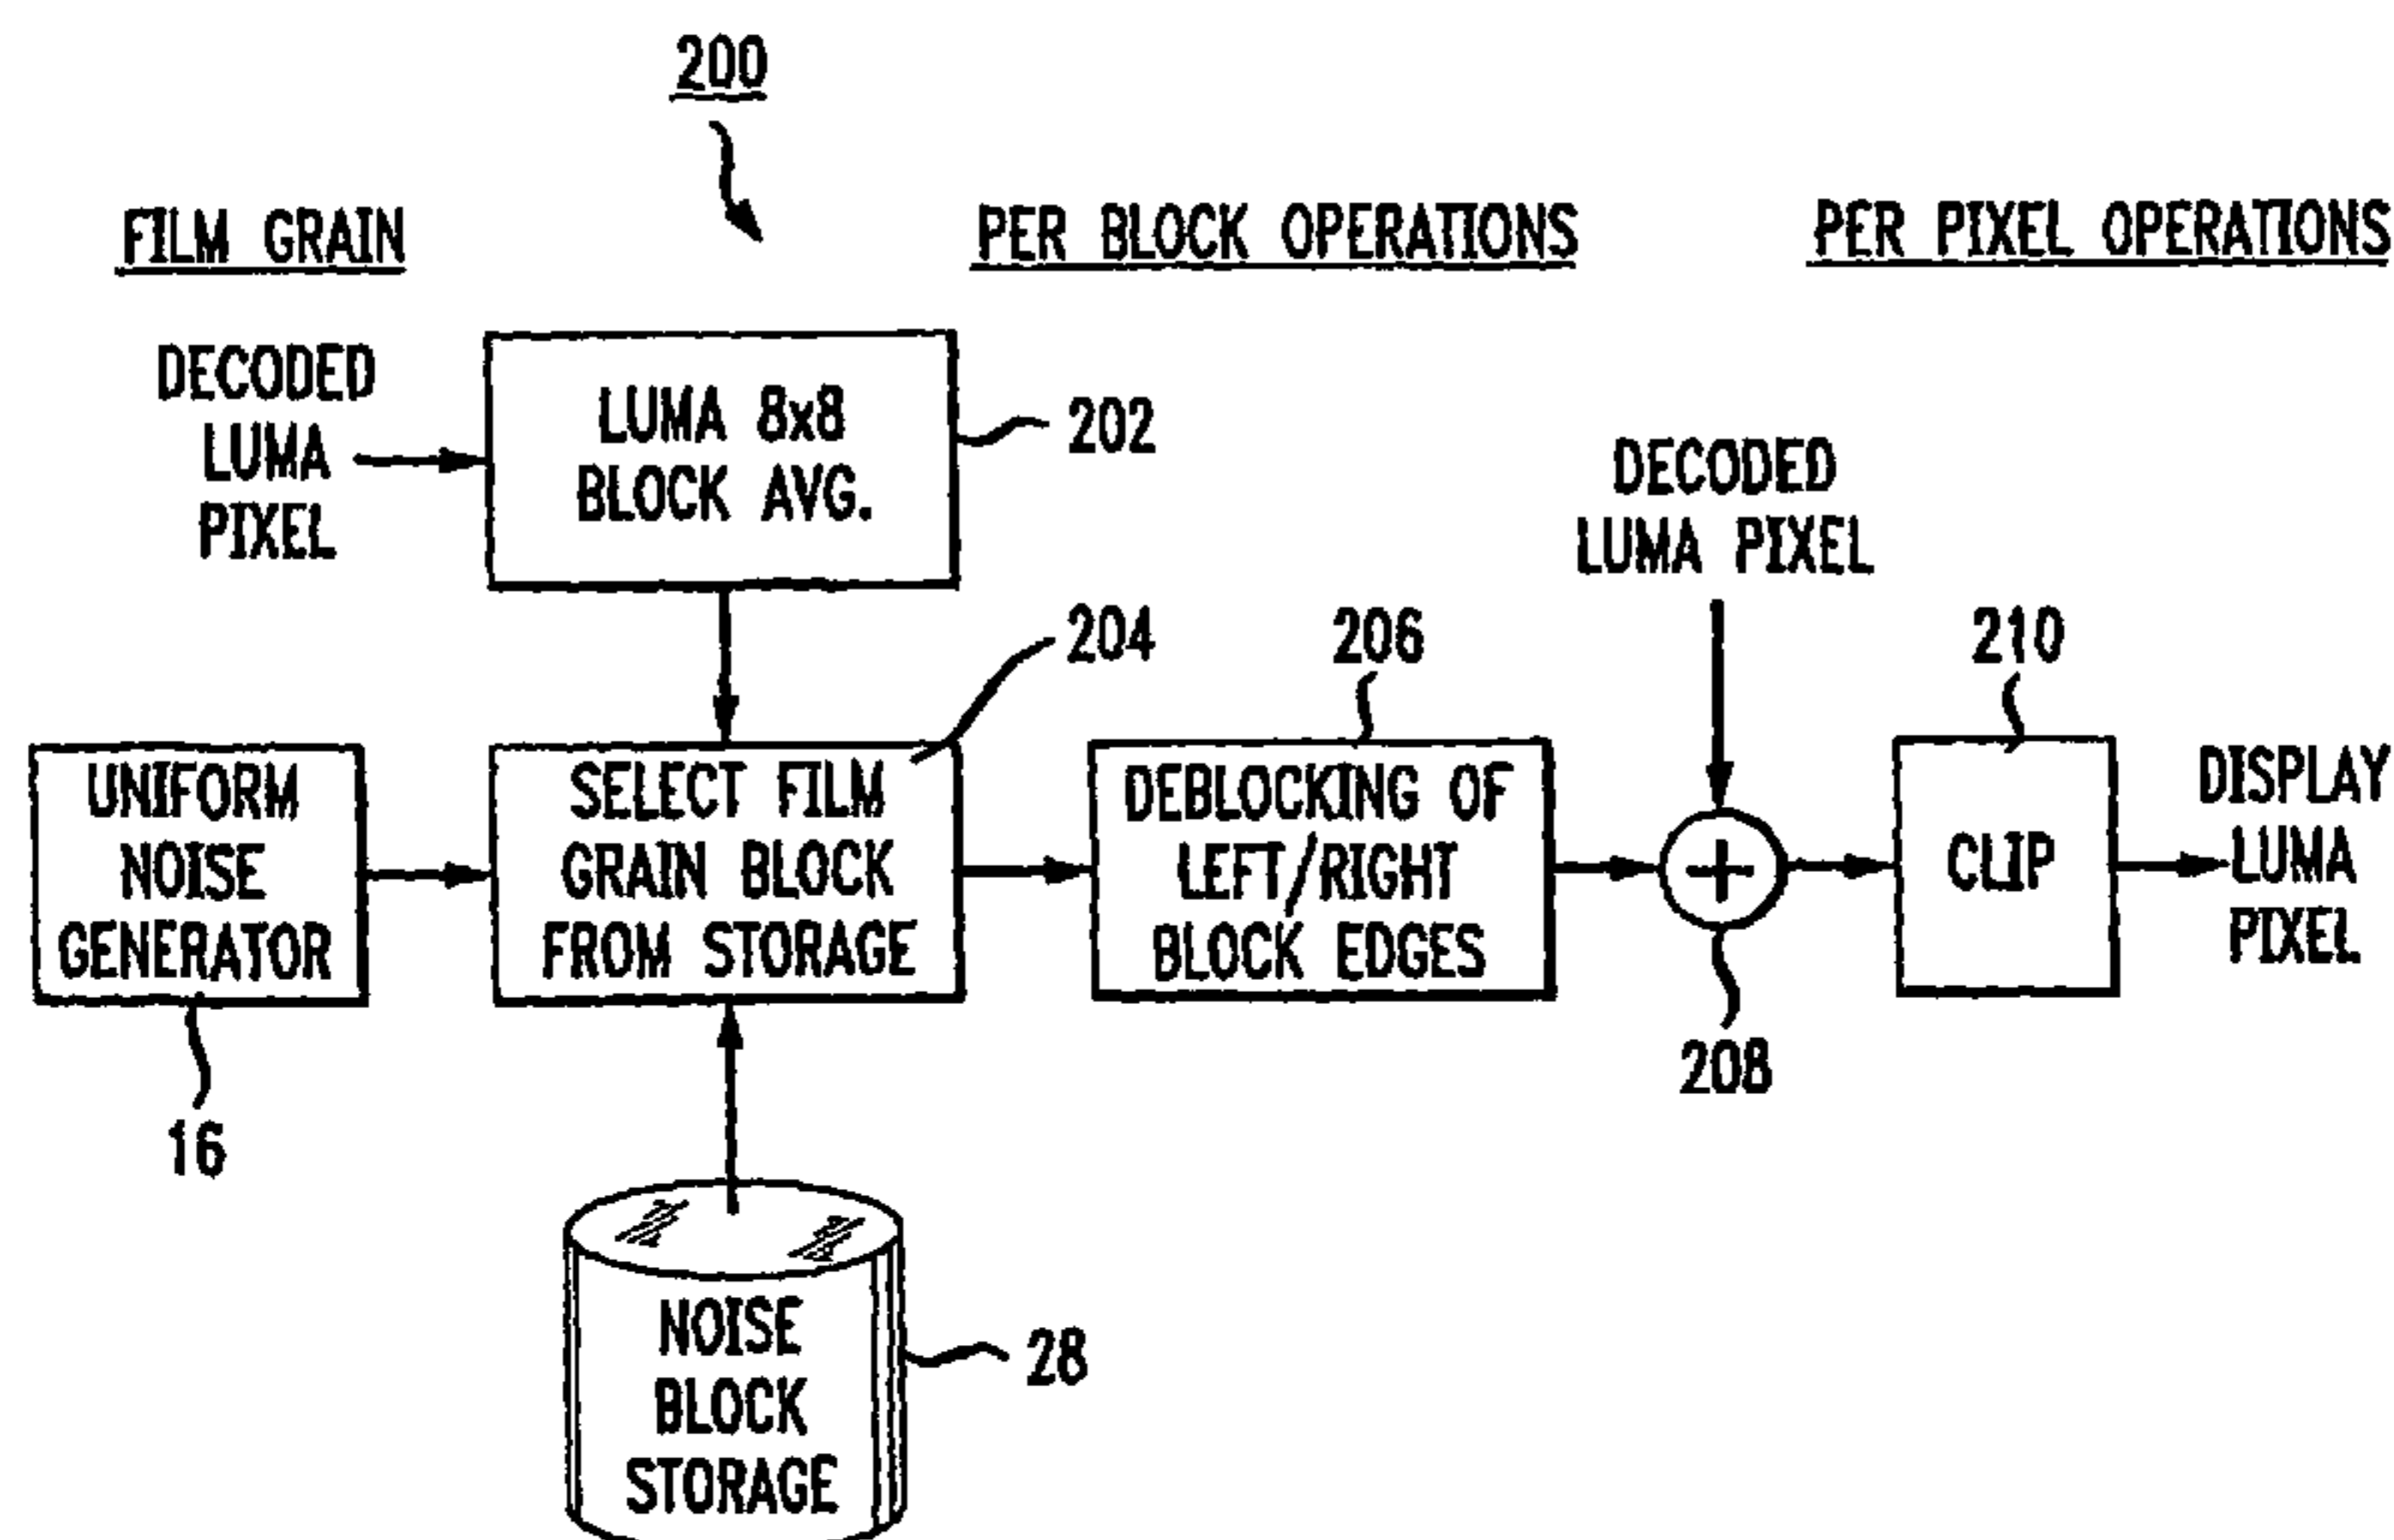 200
FILM GRAIN
PER BLOCK OPERATIONS
PER PIXEL OPERATIONS
DECODED
LUMA
PIXEL
LUMA 8x8
BLOCK AVG.
202
DECODED
LUMA PIXEL
204
206
210
UNIFORM
NOISE
GENERATOR
SELECT FILM
GRAIN BLOCK
FROM STORAGE
DEBLOCKING OF
LEFT/RIGHT
BLOCK EDGES
+
CLIP
DISPLAY
LUMA
PIXEL
208
16
NOISE
BLOCK
STORAGE
28